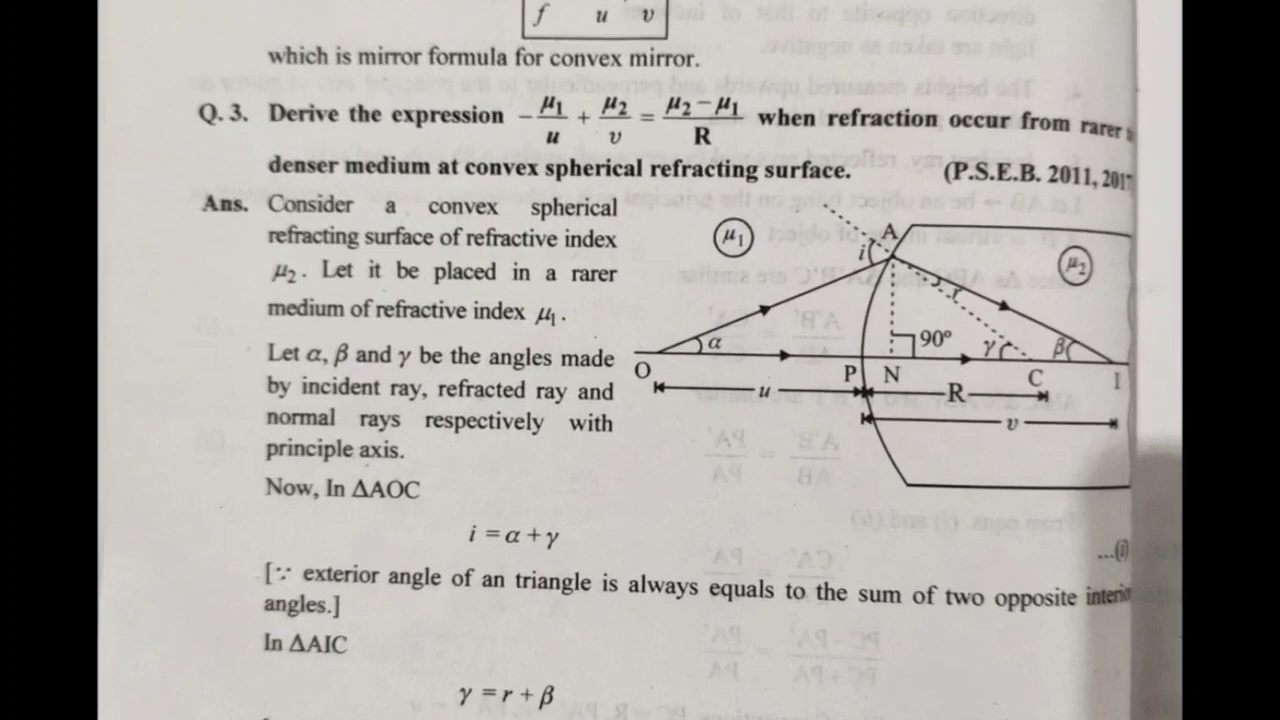 f u v
which is mirror formula for convex mirror.
Q. 3. Derive the expression -μ1/u + μ2/v = μ2-μ1/R when refraction occur from rarer
denser medium at convex spherical refracting surface. (P.S.E.B. 2011, 2017
Ans. Consider a convex spherical
refracting surface of refractive index
μ2. Let it be placed in a rarer
medium of refractive index μ1.
Let α, β and γ be the angles made
by incident ray, refracted ray and
normal rays respectively with
principle axis.
Now, In ΔAOC
i = α + γ
...(i)
[∵ exterior angle of an triangle is always equals to the sum of two opposite
angles.]
In ΔAIC
γ = r + β
μ1
A
i
μ2
r
α
90°
γ
β
O
P N C I
u
R
v